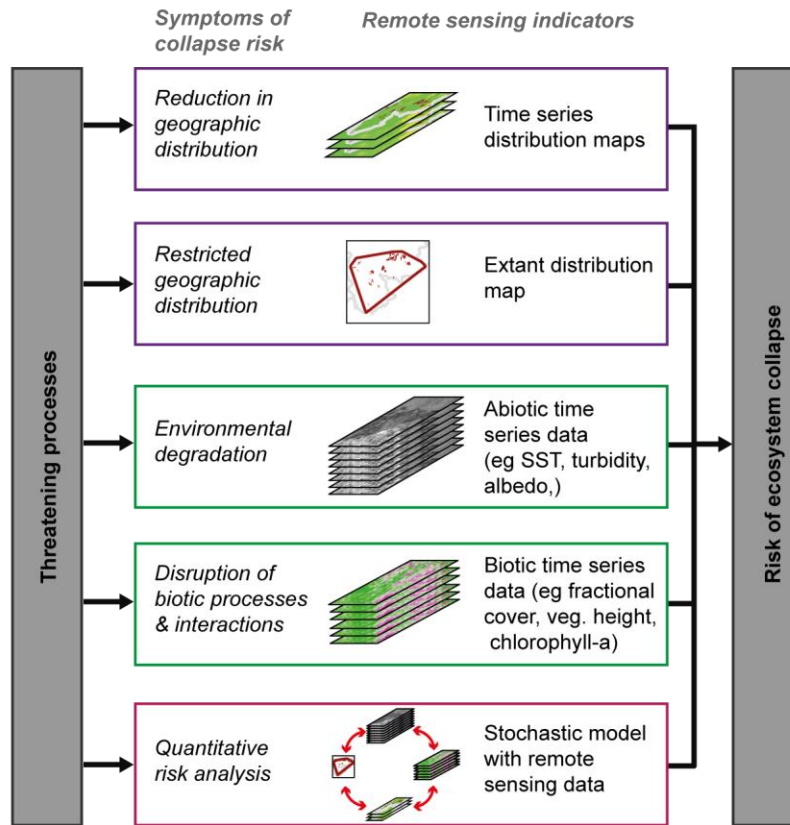 Symptoms of
collapse risk
Remote sensing indicators
Threatening processes
Reduction in
geographic
distribution
Time series
distribution maps
Restricted
geographic
distribution
Extant distribution
map
Environmental
degradation
Abiotic time
series data
(eg SST, turbidity,
albedo,)
Disruption of
biotic processes
& interactions
Biotic time series
data (eg fractional
cover, veg. height,
chlorophyll-a)
Quantitative
risk analysis
Stochastic model
with remote
sensing data
Risk of ecosystem collapse